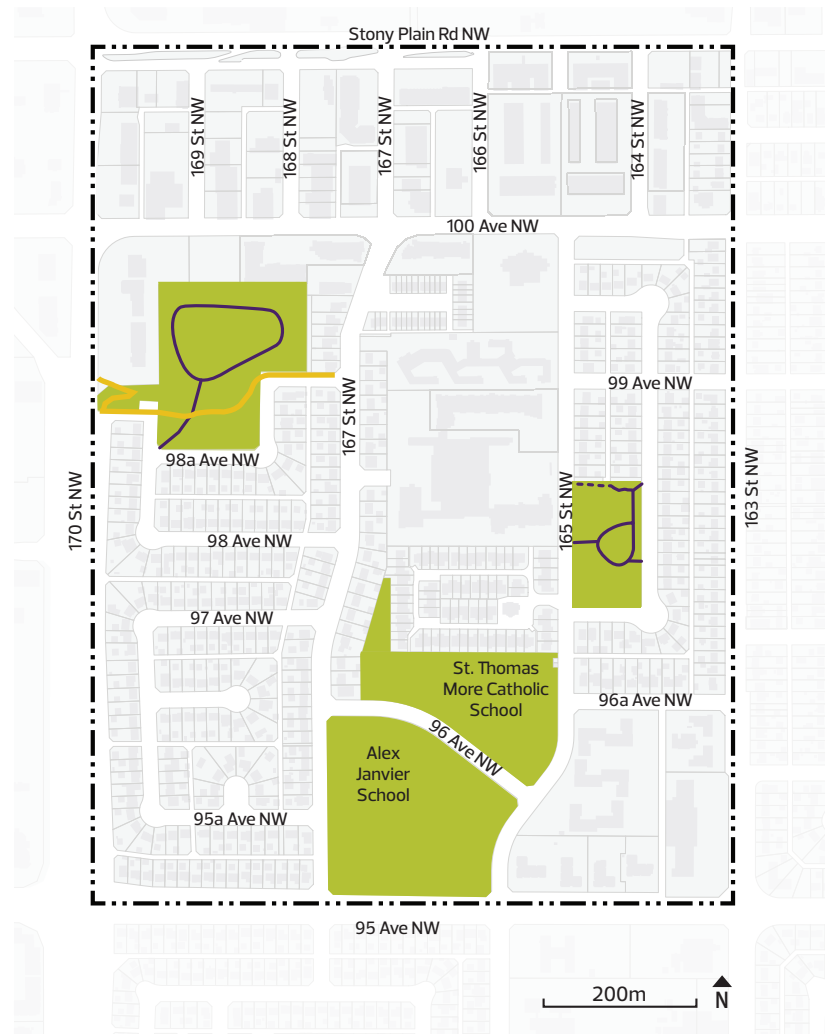 Stony Plain Rd NW
169 St NW
168 St NW
167 St NW
166 St NW
164 St NW
100 Ave NW
99 Ave NW
167 St NW
98a Ave NW
170 St NW
165 St NW
163 St NW
98 Ave NW
97 Ave NW
St. Thomas
More Catholic
School
96a Ave NW
96 Ave NW
Alex
Janvier
School
95a Ave NW
95 Ave NW
200m
N